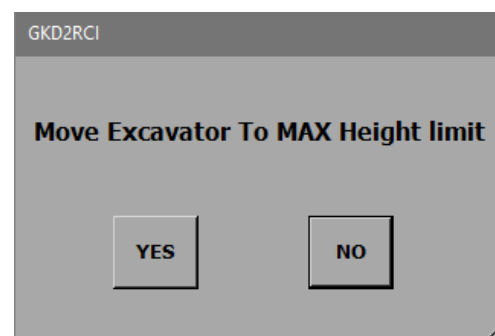 GKD2RCI
Move Excavator To MAX Height limit
YES
NO